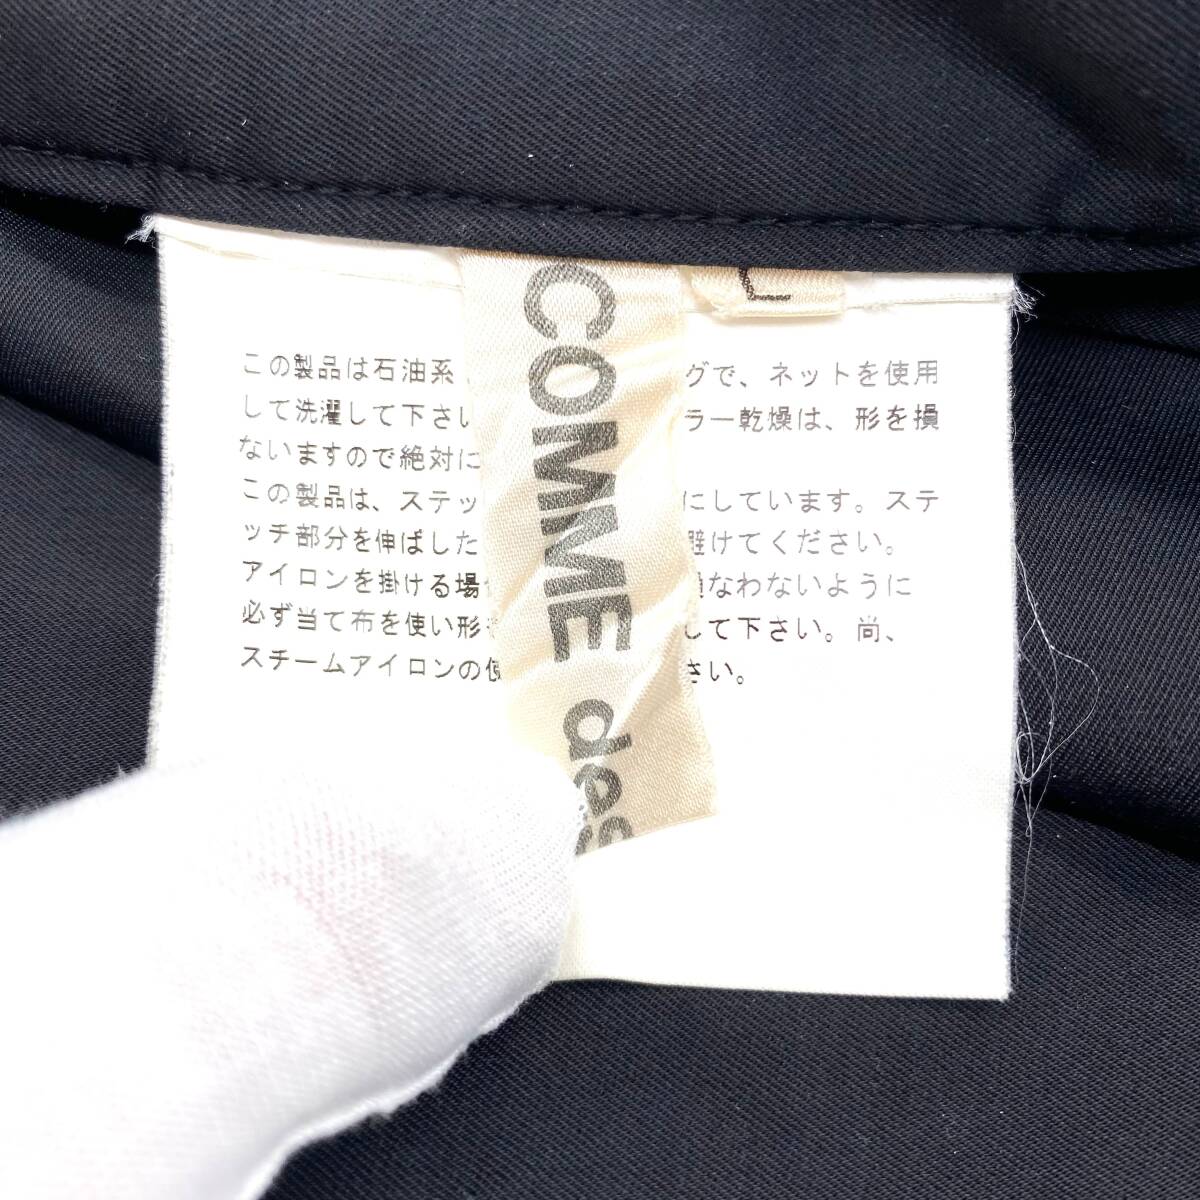 COMME des
L
この製品は石油系 グで、ネットを使用
して洗濯して下さい ラー乾燥は、形を損
ないますので絶対に
この製品は、ステッ にしています。ステ
ッチ部分を伸ばした 避けてください。
アイロンを掛ける場 なわないように
必ず当て布を使い形 して下さい。尚、
スチームアイロンの使 さい。